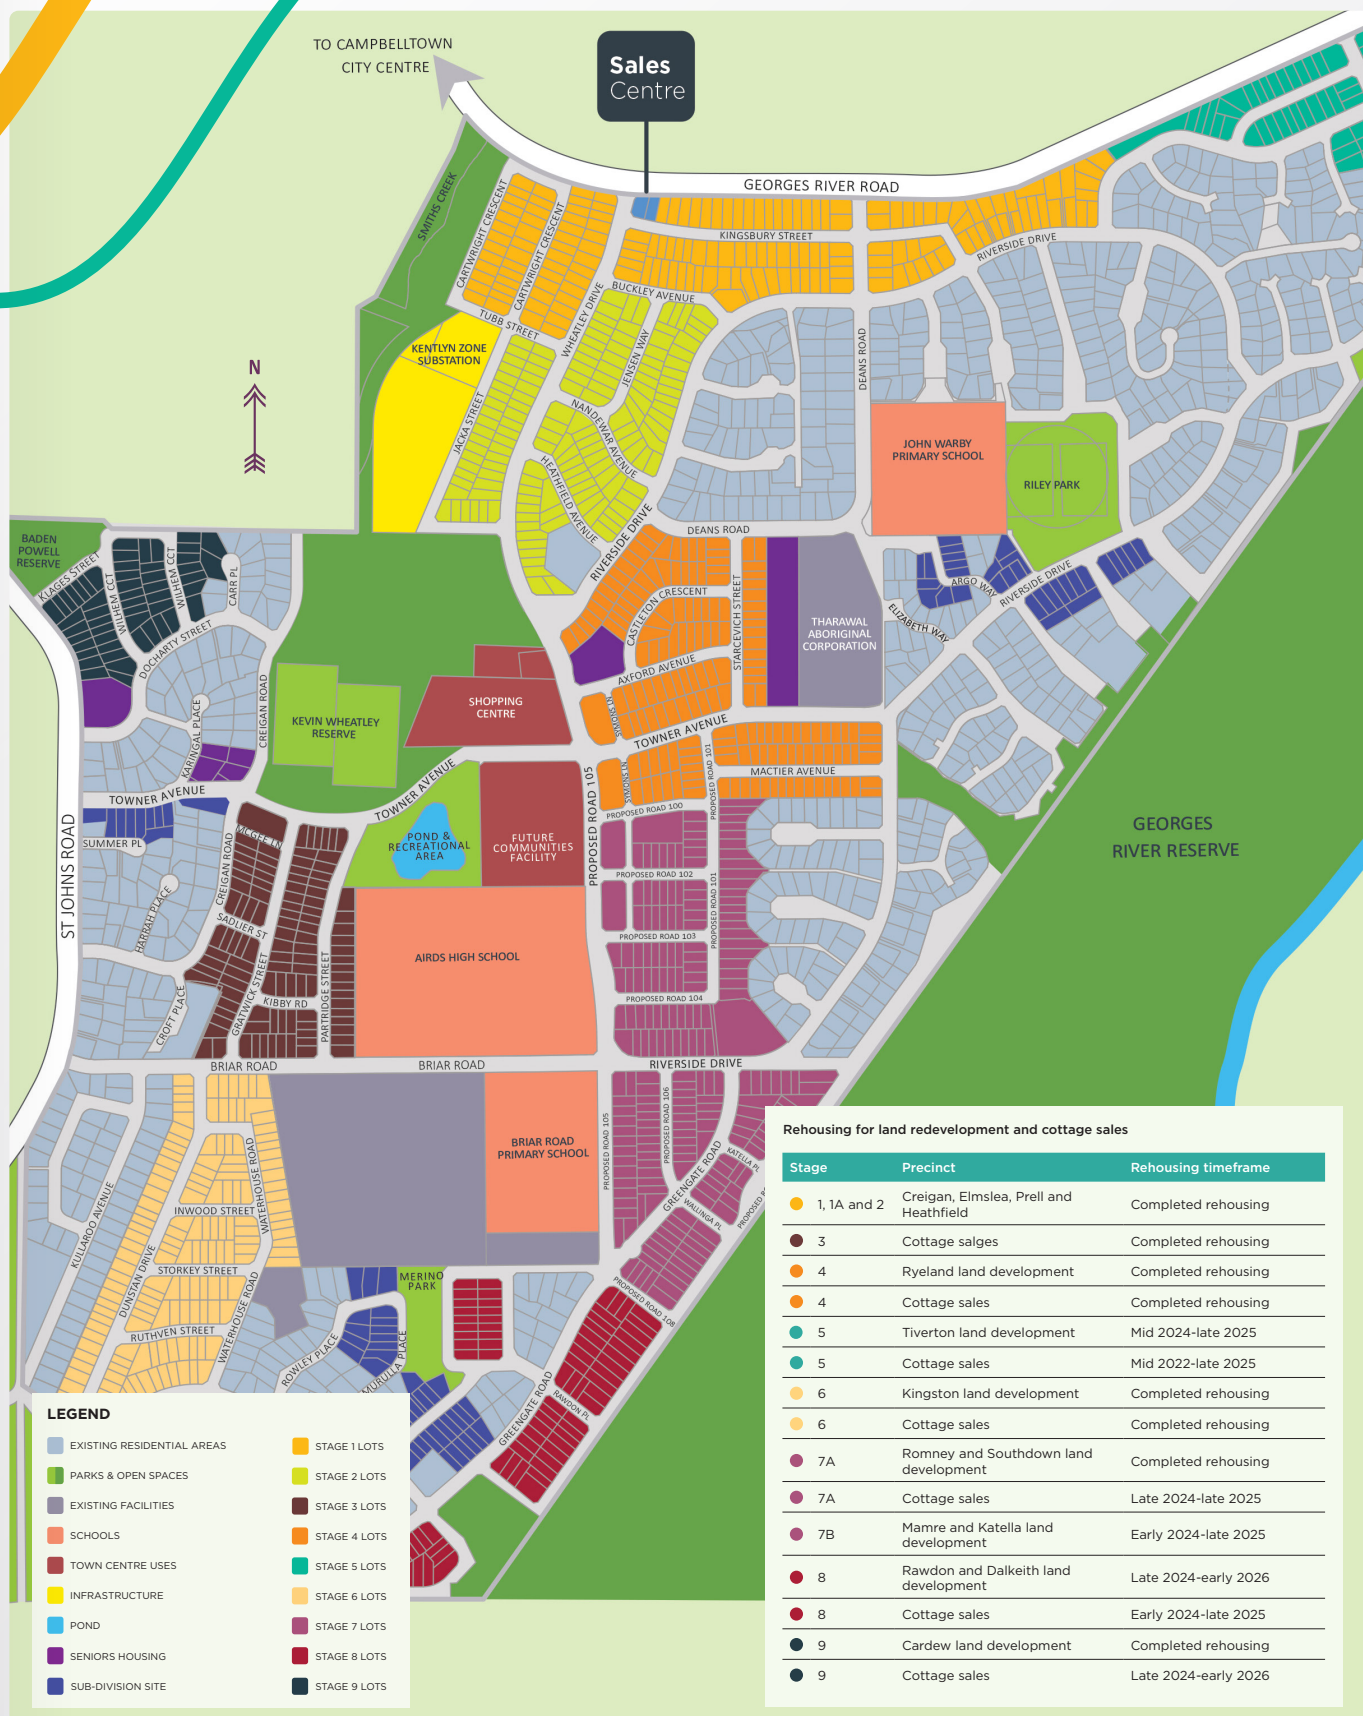 TO CAMPBELLTOWN
CITY CENTRE
Sales
Centre
GEORGES RIVER ROAD
SMITHS CREEK
CARTWRIGHT CRESCENT
CARTWRIGHT CRESCENT
KINGSBURY STREET
RIVERSIDE DRIVE
BUCKLEY AVENUE
WHEATLEY DRIVE
TUBB STREET
JENSEN WAY
DEANS ROAD
N
KENTLYN ZONE
SUBSTATION
JACKA STREET
NANDEWAR AVENUE
HEATHFIELD AVENUE
JOHN WARBY
PRIMARY SCHOOL
RILEY PARK
RIVERSIDE DRIVE
DEANS ROAD
BADEN
POWELL
RESERVE
KLAGES STREET
WILHEM CCT
WILHEM CCT
CARR PL
DOCHARTY STREET
CASTLETON CRESCENT
STARCEVICH STREET
ARGO WAY
RIVERSIDE DRIVE
ELIZABETH WAY
THARAWAL
ABORIGINAL
CORPORATION
AXFORD AVENUE
SHOPPING
CENTRE
SYMONS LN
TOWNER AVENUE
KEVIN WHEATLEY
RESERVE
CREIGAN ROAD
KARINGAL PLACE
TOWNER AVENUE
TOWNER AVENUE
MACTIER AVENUE
SYMONS LN
PROPOSED ROAD 101
PROPOSED ROAD 105
PROPOSED ROAD 100
SUMMER PL
MCGEE LN
POND &
RECREATIONAL
AREA
FUTURE
COMMUNITIES
FACILITY
GEORGES
RIVER RESERVE
ST JOHNS ROAD
CREIGAN ROAD
HARRAH PLACE
SADLIER ST
PROPOSED ROAD 102
PROPOSED ROAD 101
PROPOSED ROAD 103
AIRDS HIGH SCHOOL
GRATWICK STREET
PARTRIDGE STREET
KIBBY RD
CROFT PLACE
PROPOSED ROAD 104
BRIAR ROAD
BRIAR ROAD
RIVERSIDE DRIVE
BRIAR ROAD
PRIMARY SCHOOL
PROPOSED ROAD 105
PROPOSED ROAD 106
GREENGATE ROAD
KATELLA PL
WALLINGA PL
PROPOSED R
WATERHOUSE ROAD
INWOOD STREET
KULLAROO AVENUE
DUNSTAN DRIVE
STORKEY STREET
WATERHOUSE ROAD
RUTHVEN STREET
MERINO
PARK
PROPOSED ROAD 108
ROWLEY PLACE
MURULLA PLACE
GREENGATE ROAD
RAWDON PL
Rehousing for land redevelopment and cottage sales
Stage Precinct Rehousing timeframe
1, 1A and 2 Creigan, Elmslea, Prell and Heathfield Completed rehousing
3 Cottage salges Completed rehousing
4 Ryeland land development Completed rehousing
4 Cottage sales Completed rehousing
5 Tiverton land development Mid 2024-late 2025
5 Cottage sales Mid 2022-late 2025
6 Kingston land development Completed rehousing
6 Cottage sales Completed rehousing
7A Romney and Southdown land development Completed rehousing
7A Cottage sales Late 2024-late 2025
7B Mamre and Katella land development Early 2024-late 2025
8 Rawdon and Dalkeith land development Late 2024-early 2026
8 Cottage sales Early 2024-late 2025
9 Cardew land development Completed rehousing
9 Cottage sales Late 2024-early 2026
LEGEND
EXISTING RESIDENTIAL AREAS
PARKS & OPEN SPACES
EXISTING FACILITIES
SCHOOLS
TOWN CENTRE USES
INFRASTRUCTURE
POND
SENIORS HOUSING
SUB-DIVISION SITE
STAGE 1 LOTS
STAGE 2 LOTS
STAGE 3 LOTS
STAGE 4 LOTS
STAGE 5 LOTS
STAGE 6 LOTS
STAGE 7 LOTS
STAGE 8 LOTS
STAGE 9 LOTS